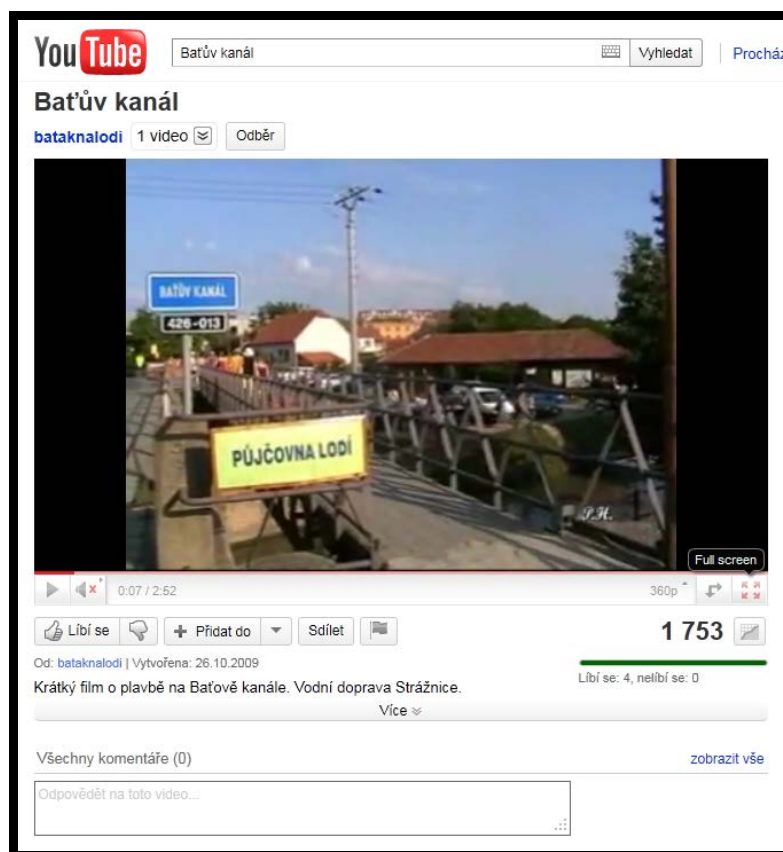 YouTube
Baťův kanál
Vyhledat
Procház
Baťův kanál
bataknalodi
1 video
Odběr
BAŤŮV KANÁL
426-013
PŮJČOVNA LODÍ
P.H.
Full screen
0:07 / 2:52
360p
Líbí se
Přidat do
Sdílet
1 753
Od: bataknalodi | Vytvořena: 26.10.2009
Líbí se: 4, nelíbí se: 0
Krátký film o plavbě na Baťově kanále. Vodní doprava Strážnice.
Více
Všechny komentáře (0)
zobrazit vše
Odpovědět na toto video...